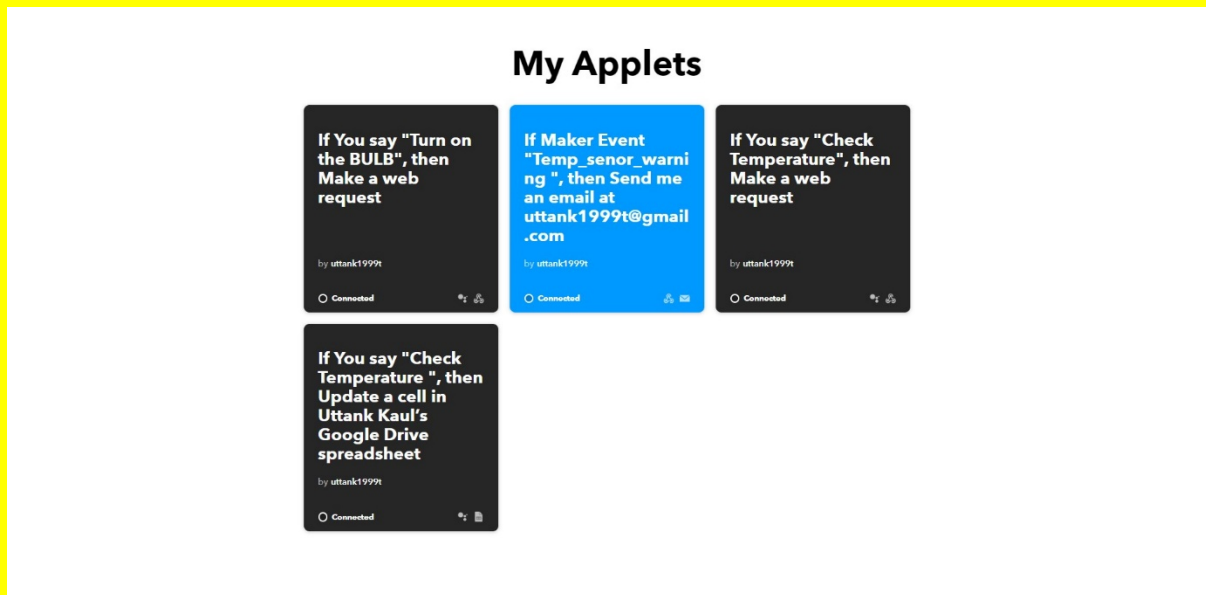 My Applets
If You say "Turn on
the BULB", then
Make a web
request
by uttank1999t
Connected
If Maker Event
"Temp_senor_warni
ng ", then Send me
an email at
uttank1999t@gmail
.com
by uttank1999t
Connected
If You say "Check
Temperature", then
Make a web
request
by uttank1999t
Connected
If You say "Check
Temperature ", then
Update a cell in
Uttank Kaul’s
Google Drive
spreadsheet
by uttank1999t
Connected